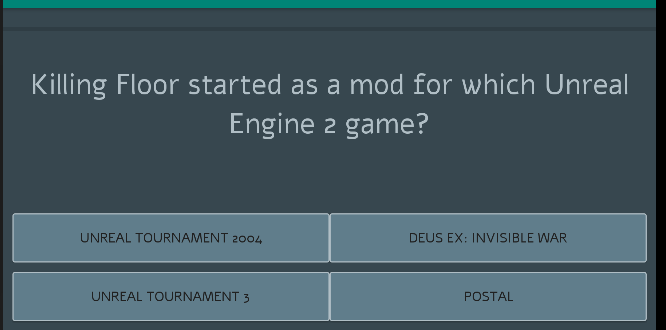 Killing Floor started as a mod for which Unreal
Engine 2 game?
UNREAL TOURNAMENT 2004
DEUS EX: INVISIBLE WAR
UNREAL TOURNAMENT 3
POSTAL